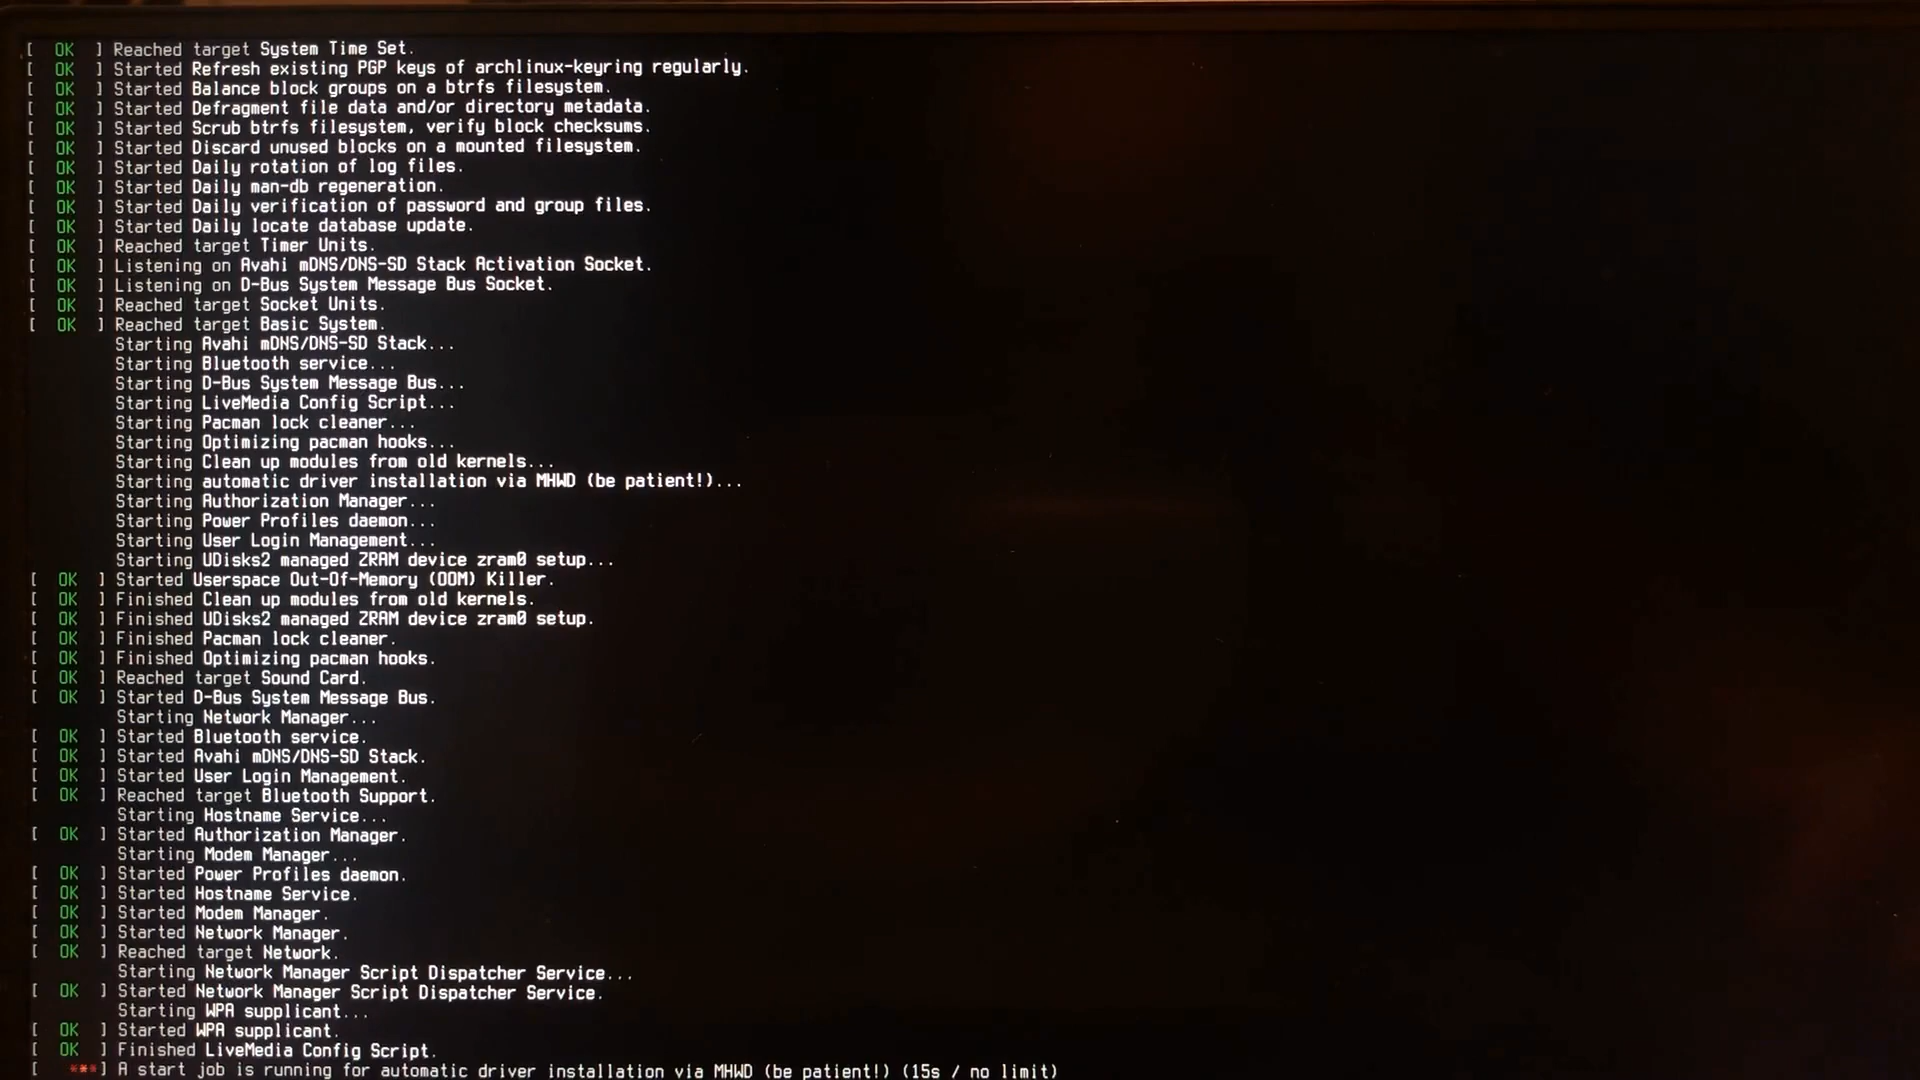 [ OK ] Reached target System Time Set.
[ OK ] Started Refresh existing PGP keys of archlinux-keyring regularly.
[ OK ] Started Balance block groups on a btrfs filesystem.
[ OK ] Started Defragment file data and/or directory metadata.
[ OK ] Started Scrub btrfs filesystem, verify block checksums.
[ OK ] Started Discard unused blocks on a mounted filesystem.
[ OK ] Started Daily rotation of log files.
[ OK ] Started Daily man-db regeneration.
[ OK ] Started Daily verification of password and group files.
[ OK ] Started Daily locate database update.
[ OK ] Reached target Timer Units.
[ OK ] Listening on Avahi mDNS/DNS-SD Stack Activation Socket.
[ OK ] Listening on D-Bus System Message Bus Socket.
[ OK ] Reached target Socket Units.
[ OK ] Reached target Basic System.
Starting Avahi mDNS/DNS-SD Stack...
Starting Bluetooth service...
Starting D-Bus System Message Bus...
Starting LiveMedia Config Script...
Starting Pacman lock cleaner...
Starting Optimizing pacman hooks...
Starting Clean up modules from old kernels...
Starting automatic driver installation via MHWD (be patient!)...
Starting Authorization Manager...
Starting Power Profiles daemon...
Starting User Login Management...
Starting UDisks2 managed ZRAM device zram0 setup...
[ OK ] Started Userspace Out-Of-Memory (OOM) Killer.
[ OK ] Finished Clean up modules from old kernels.
[ OK ] Finished UDisks2 managed ZRAM device zram0 setup.
[ OK ] Finished Pacman lock cleaner.
[ OK ] Finished Optimizing pacman hooks.
[ OK ] Reached target Sound Card.
[ OK ] Started D-Bus System Message Bus.
Starting Network Manager...
[ OK ] Started Bluetooth service.
[ OK ] Started Avahi mDNS/DNS-SD Stack.
[ OK ] Started User Login Management.
[ OK ] Reached target Bluetooth Support.
Starting Hostname Service...
[ OK ] Started Authorization Manager.
Starting Modem Manager...
[ OK ] Started Power Profiles daemon.
[ OK ] Started Hostname Service.
[ OK ] Started Modem Manager.
[ OK ] Started Network Manager.
[ OK ] Reached target Network.
Starting Network Manager Script Dispatcher Service...
[ OK ] Started Network Manager Script Dispatcher Service.
Starting WPA supplicant...
[ OK ] Started WPA supplicant.
[ OK ] Finished LiveMedia Config Script.
[ ***] A start job is running for automatic driver installation via MHWD (be patient!) (15s / no limit)